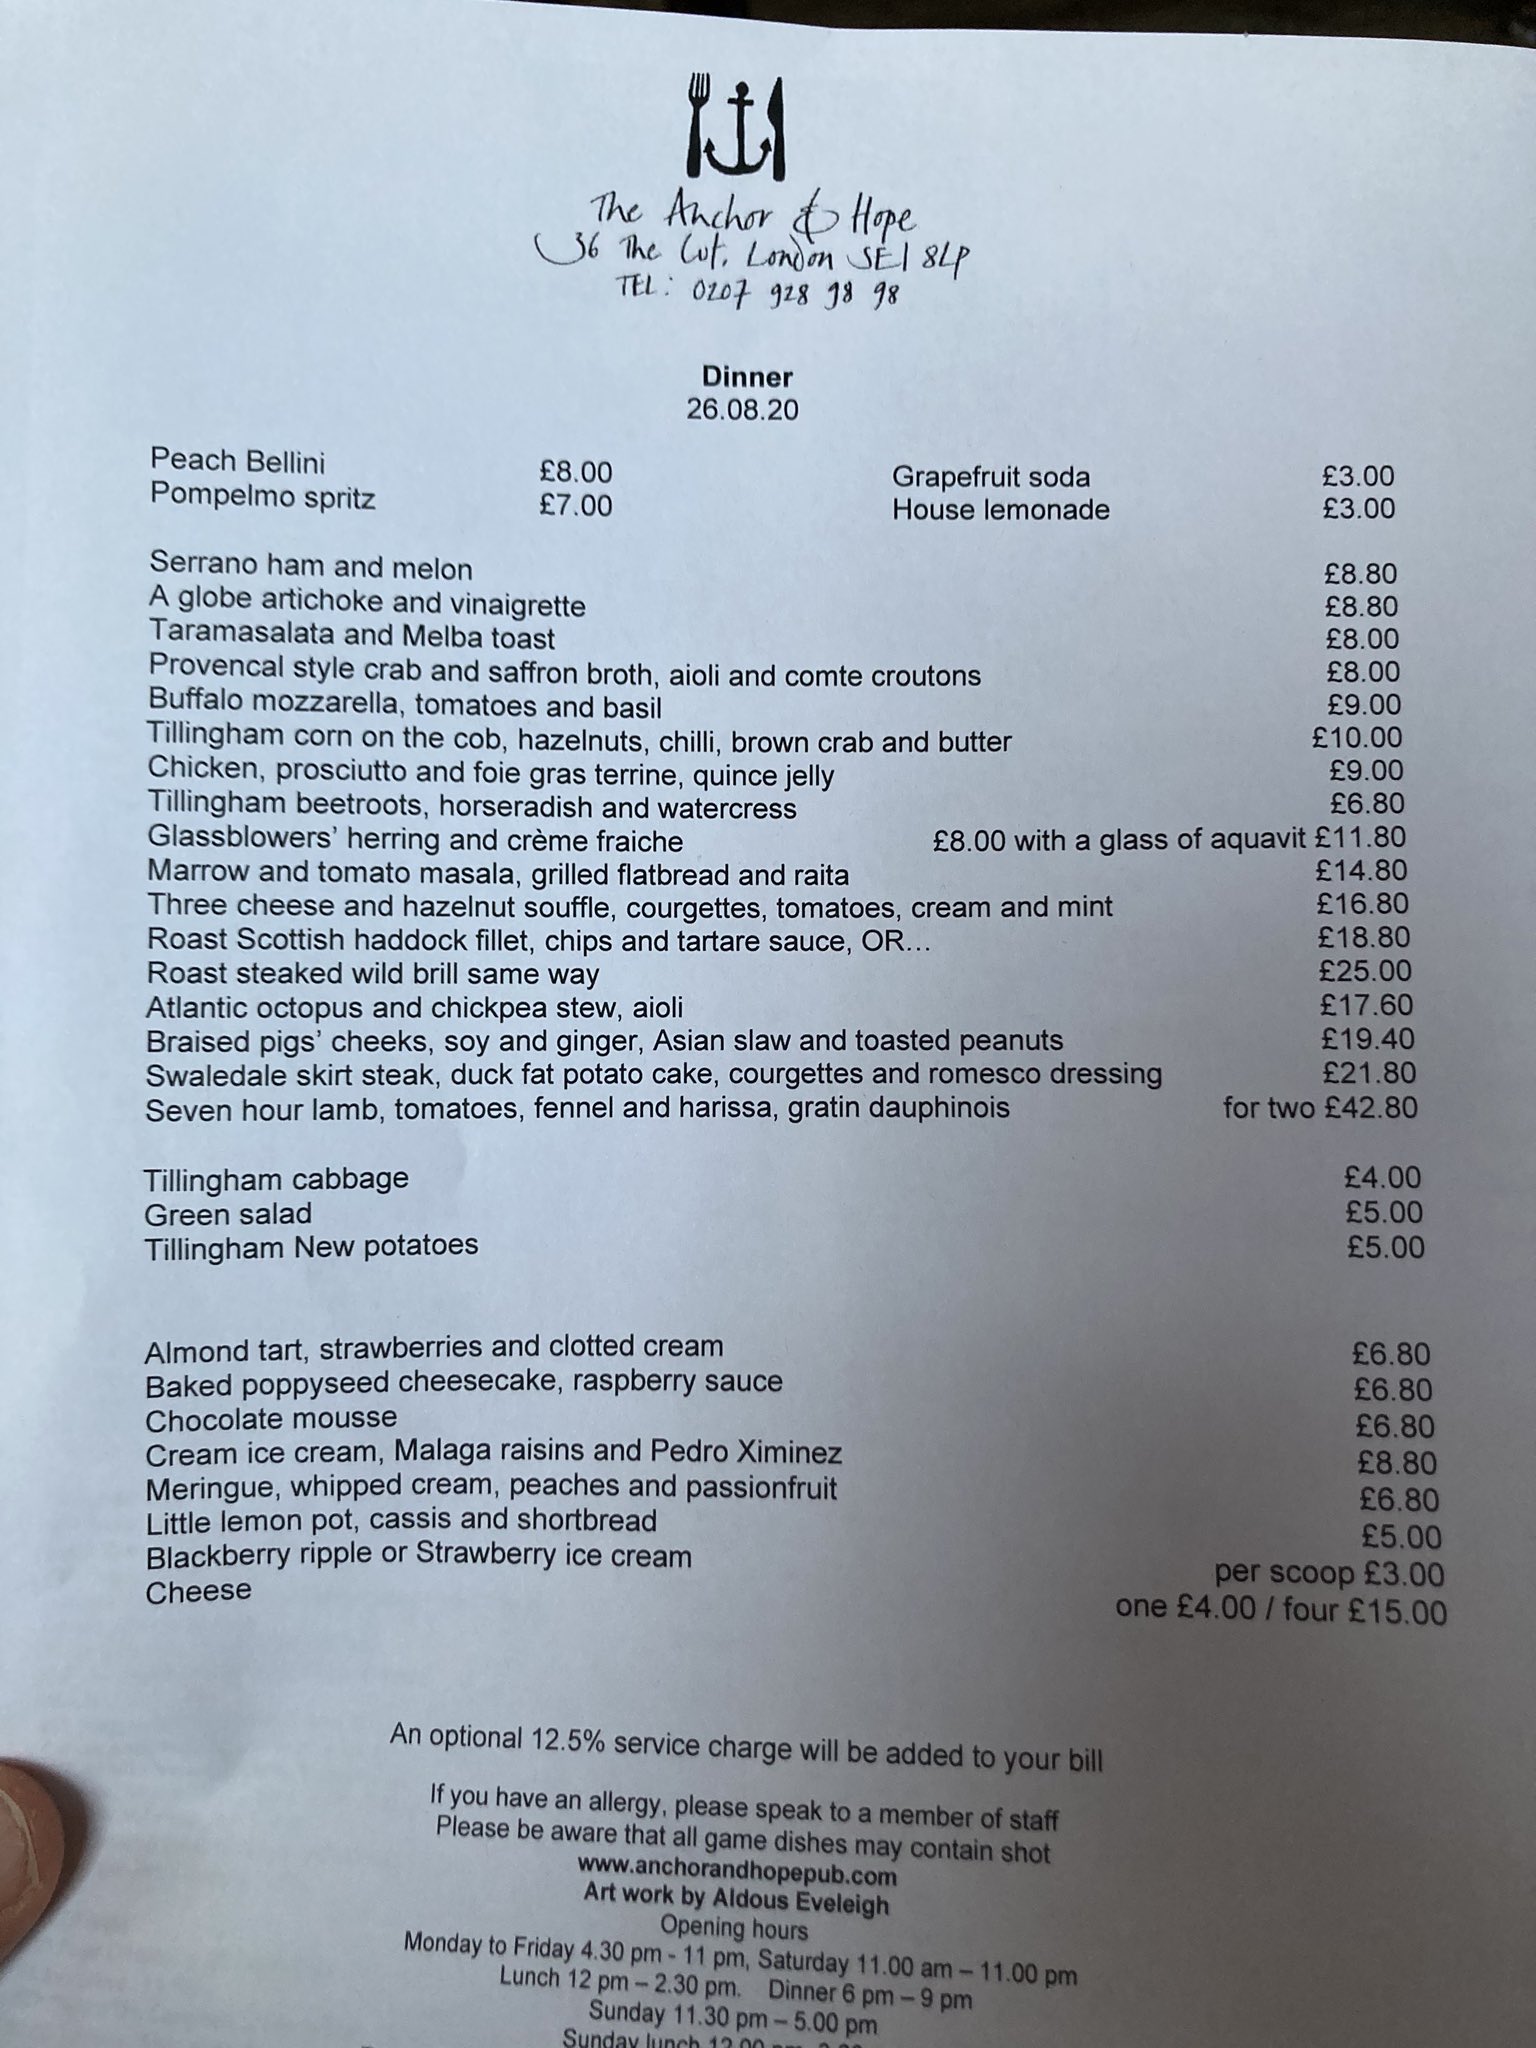 The Anchor & Hope
36 The Cut, London SE1 8LP
TEL: 0207 928 98 98
Dinner
26.08.20
Peach Bellini £8.00 Grapefruit soda £3.00
Pompelmo spritz £7.00 House lemonade £3.00
Serrano ham and melon £8.80
A globe artichoke and vinaigrette £8.80
Taramasalata and Melba toast £8.00
Provencal style crab and saffron broth, aioli and comte croutons £8.00
Buffalo mozzarella, tomatoes and basil £9.00
Tillingham corn on the cob, hazelnuts, chilli, brown crab and butter £10.00
Chicken, prosciutto and foie gras terrine, quince jelly £9.00
Tillingham beetroots, horseradish and watercress £6.80
Glassblowers' herring and crème fraiche £8.00 with a glass of aquavit £11.80
Marrow and tomato masala, grilled flatbread and raita £14.80
Three cheese and hazelnut souffle, courgettes, tomatoes, cream and mint £16.80
Roast Scottish haddock fillet, chips and tartare sauce, OR... £18.80
Roast steaked wild brill same way £25.00
Atlantic octopus and chickpea stew, aioli £17.60
Braised pigs' cheeks, soy and ginger, Asian slaw and toasted peanuts £19.40
Swaledale skirt steak, duck fat potato cake, courgettes and romesco dressing £21.80
Seven hour lamb, tomatoes, fennel and harissa, gratin dauphinois for two £42.80
Tillingham cabbage £4.00
Green salad £5.00
Tillingham New potatoes £5.00
Almond tart, strawberries and clotted cream £6.80
Baked poppyseed cheesecake, raspberry sauce £6.80
Chocolate mousse £6.80
Cream ice cream, Malaga raisins and Pedro Ximinez £8.80
Meringue, whipped cream, peaches and passionfruit £6.80
Little lemon pot, cassis and shortbread £5.00
Blackberry ripple or Strawberry ice cream per scoop £3.00
Cheese one £4.00 / four £15.00
An optional 12.5% service charge will be added to your bill
If you have an allergy, please speak to a member of staff
Please be aware that all game dishes may contain shot
www.anchorandhopepub.com
Art work by Aldous Eveleigh
Opening hours
Monday to Friday 4.30 pm - 11 pm, Saturday 11.00 am – 11.00 pm
Lunch 12 pm – 2.30 pm. Dinner 6 pm – 9 pm
Sunday 11.30 pm – 5.00 pm
Sunday lunch